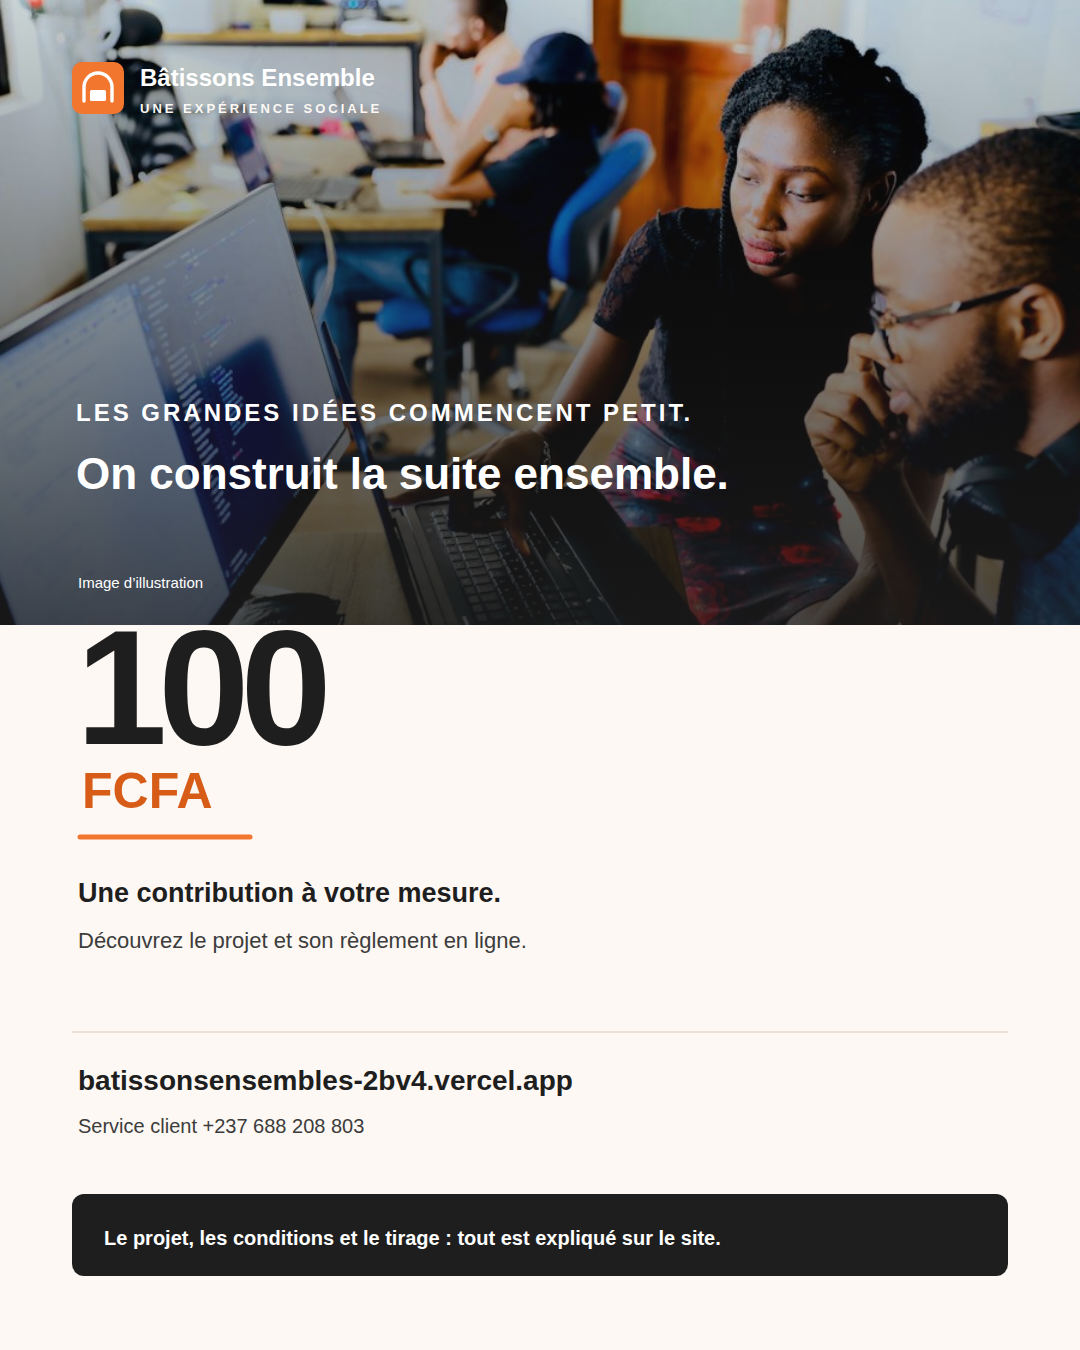 Bâtissons Ensemble
UNE EXPÉRIENCE SOCIALE
LES GRANDES IDÉES COMMENCENT PETIT.
On construit la suite ensemble.
Image d’illustration
100
FCFA
Une contribution à votre mesure.
Découvrez le projet et son règlement en ligne.
batissonsensembles-2bv4.vercel.app
Service client +237 688 208 803
Le projet, les conditions et le tirage : tout est expliqué sur le site.